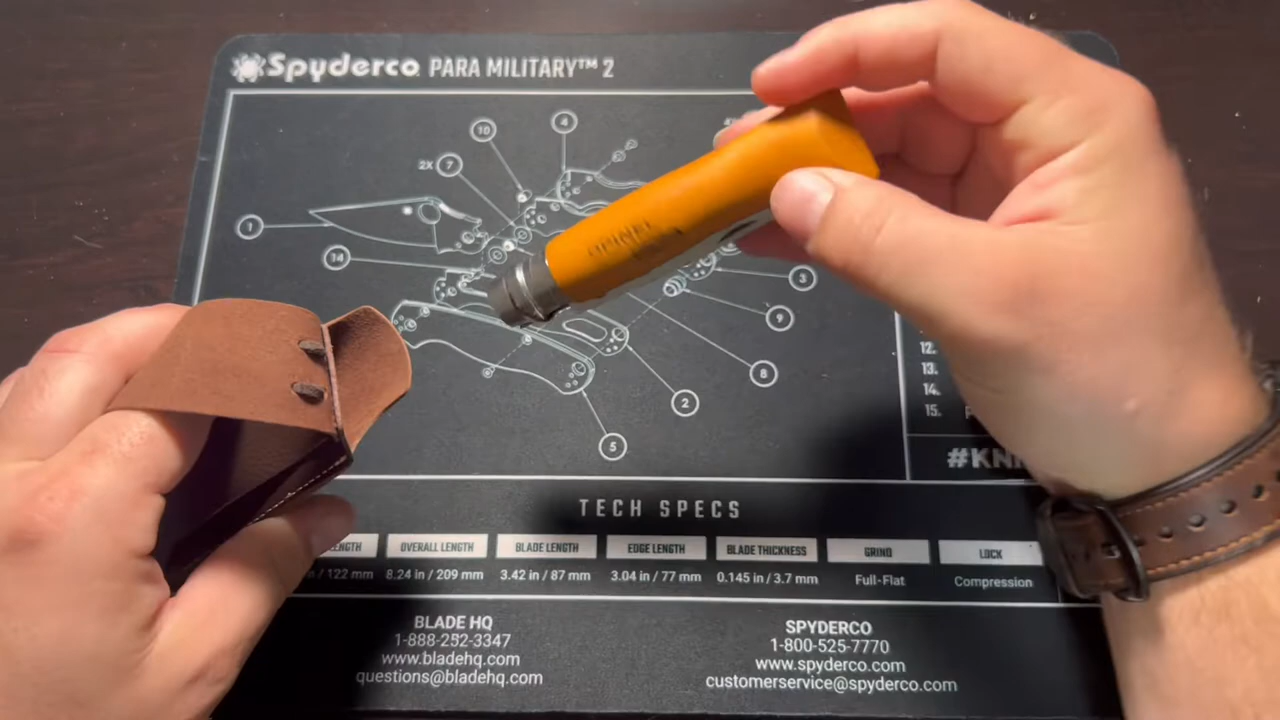 Spyderco PARA MILITARY™ 2
10
4
2X 7
1
14
3
9
8
2
5
OPINEL
12.
13.
14.
15.
TECH SPECS
OVERALL LENGTH
BLADE LENGTH
EDGE LENGTH
BLADE THICKNESS
GRIND
LOCK
/ 122 mm
8.24 in / 209 mm
3.42 in / 87 mm
3.04 in / 77 mm
0.145 in / 3.7 mm
Full-Flat
Compression
BLADE HQ
1-888-252-3347
www.bladehq.com
questions@bladehq.com
SPYDERCO
1-800-525-7770
www.spyderco.com
customerservice@spyderco.com